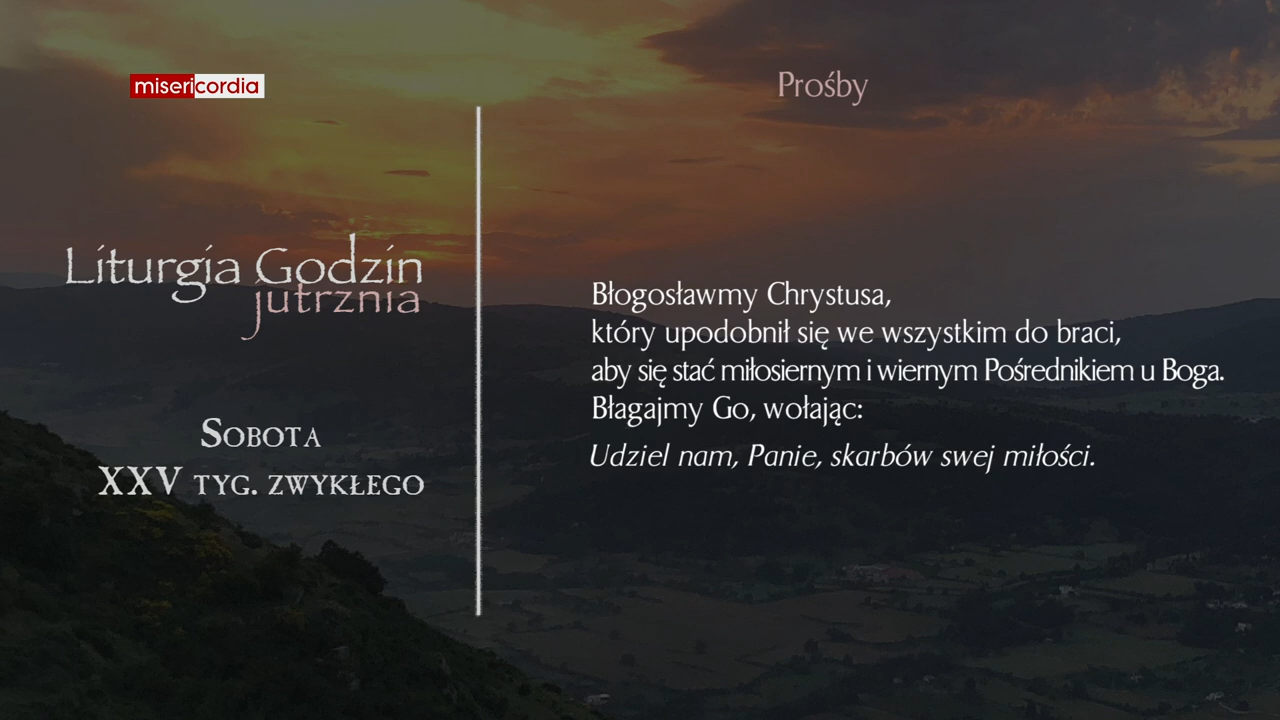 misericordia
Liturgia Godzin
jutrznia
Sobota
XXV tyg. zwykłego
Prośby
Błogosławmy Chrystusa,
który upodobnił się we wszystkim do braci,
aby się stać miłosiernym i wiernym Pośrednikiem u Boga.
Błagajmy Go, wołając:
Udziel nam, Panie, skarbów swej miłości.